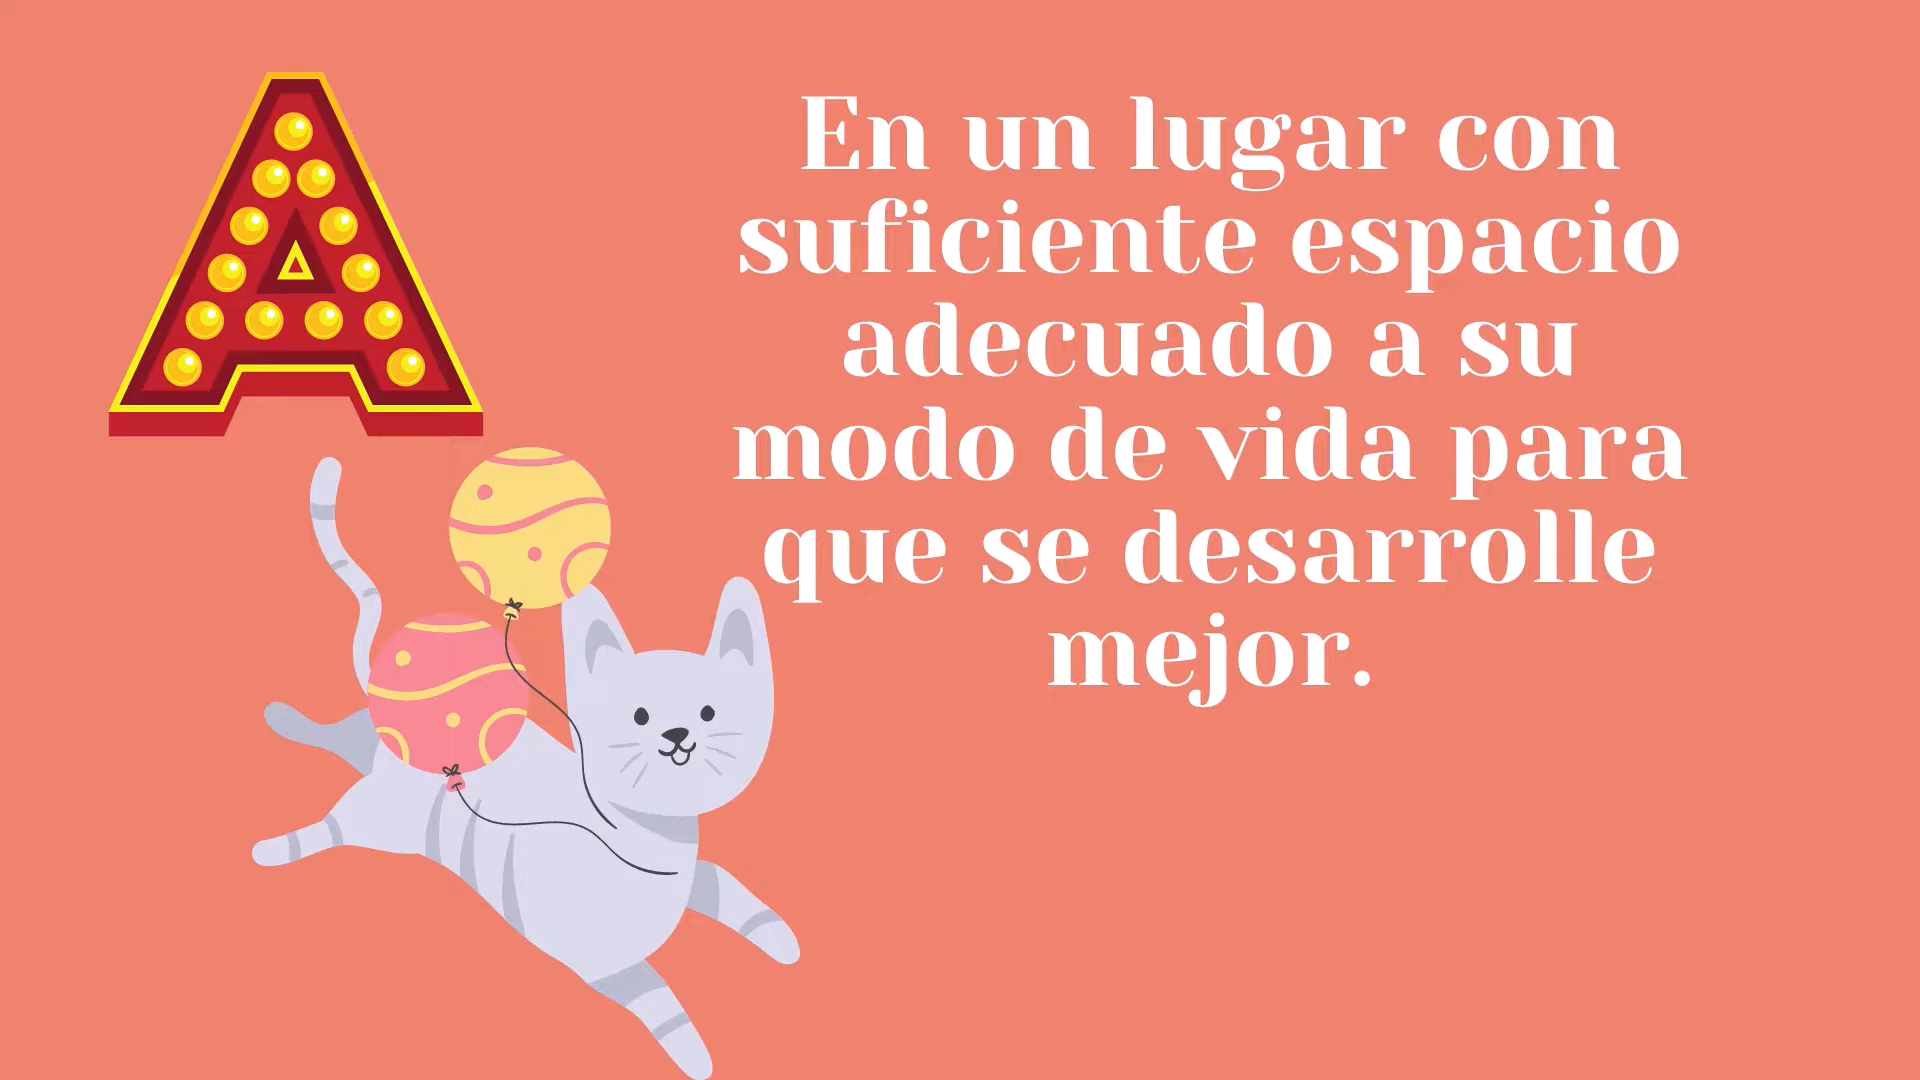 A
En un lugar con
suficiente espacio
adecuado a su
modo de vida para
que se desarrolle
mejor.